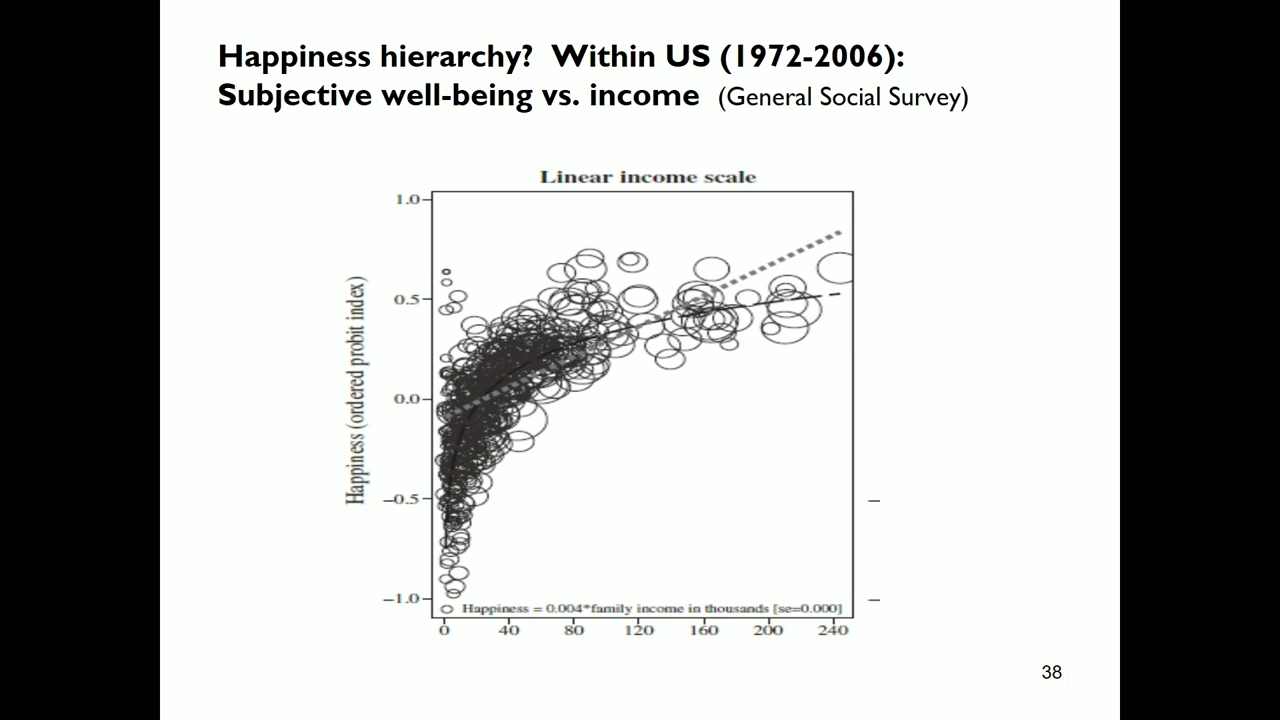 Happiness hierarchy? Within US (1972-2006):
Subjective well-being vs. income (General Social Survey)
Linear income scale
Happiness (ordered probit index)
1.0
0.5
0.0
−0.5
−1.0
Happiness = 0.004*family income in thousands [se=0.000]
0 40 80 120 160 200 240
38